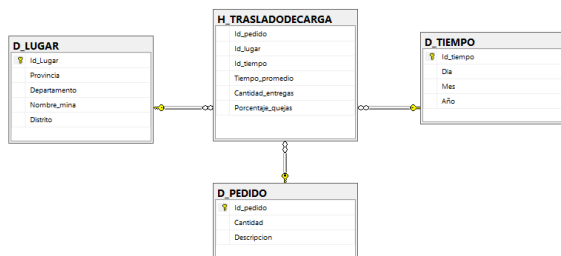 D_LUGAR
Id_Lugar
Provincia
Departamento
Nombre_mina
Distrito
H_TRASLADODECARGA
Id_pedido
Id_lugar
Id_tiempo
Tiempo_promedio
Cantidad_entregas
Porcentaje_quejas
D_TIEMPO
Id_tiempo
Dia
Mes
Año
D_PEDIDO
Id_pedido
Cantidad
Descripcion